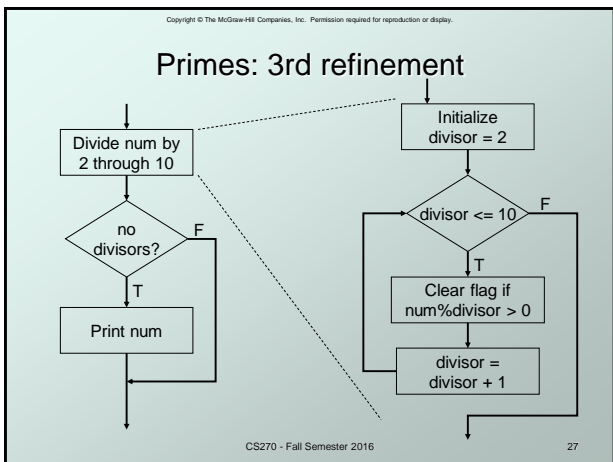 Copyright © The McGraw-Hill Companies, Inc. Permission required for reproduction or display.
Primes: 3rd refinement
Divide num by
2 through 10
no
divisors?
F
T
Print num
Initialize
divisor = 2
divisor <= 10
F
T
Clear flag if
num%divisor > 0
divisor =
divisor + 1
CS270 - Fall Semester 2016
27